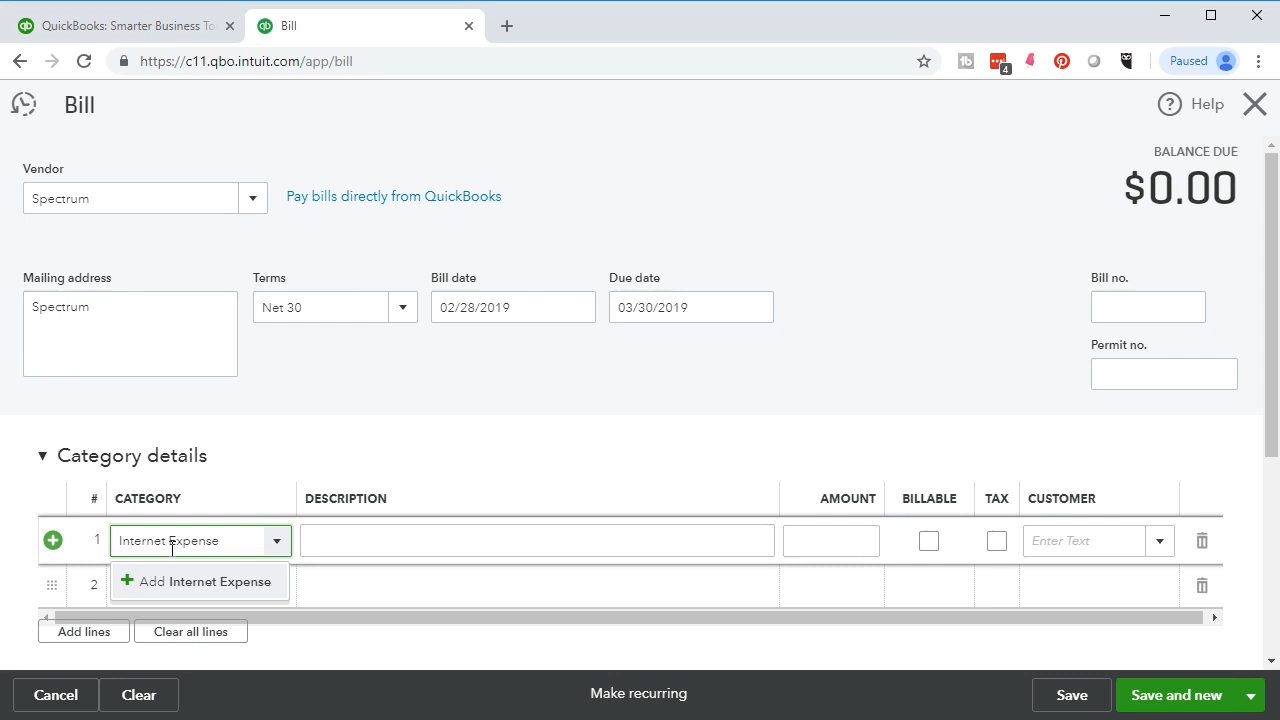 QuickBooks: Smarter Business To
Bill
https://c11.qbo.intuit.com/app/bill
4
Paused
Bill
Help
BALANCE DUE
$0.00
Vendor
Spectrum
Pay bills directly from QuickBooks
Mailing address
Terms
Bill date
Due date
Bill no.
Spectrum
Net 30
02/28/2019
03/30/2019
Permit no.
Category details
# CATEGORY DESCRIPTION AMOUNT BILLABLE TAX CUSTOMER
1 Internet Expense Enter Text
2 Add Internet Expense
Add lines Clear all lines
Cancel Clear Make recurring Save Save and new